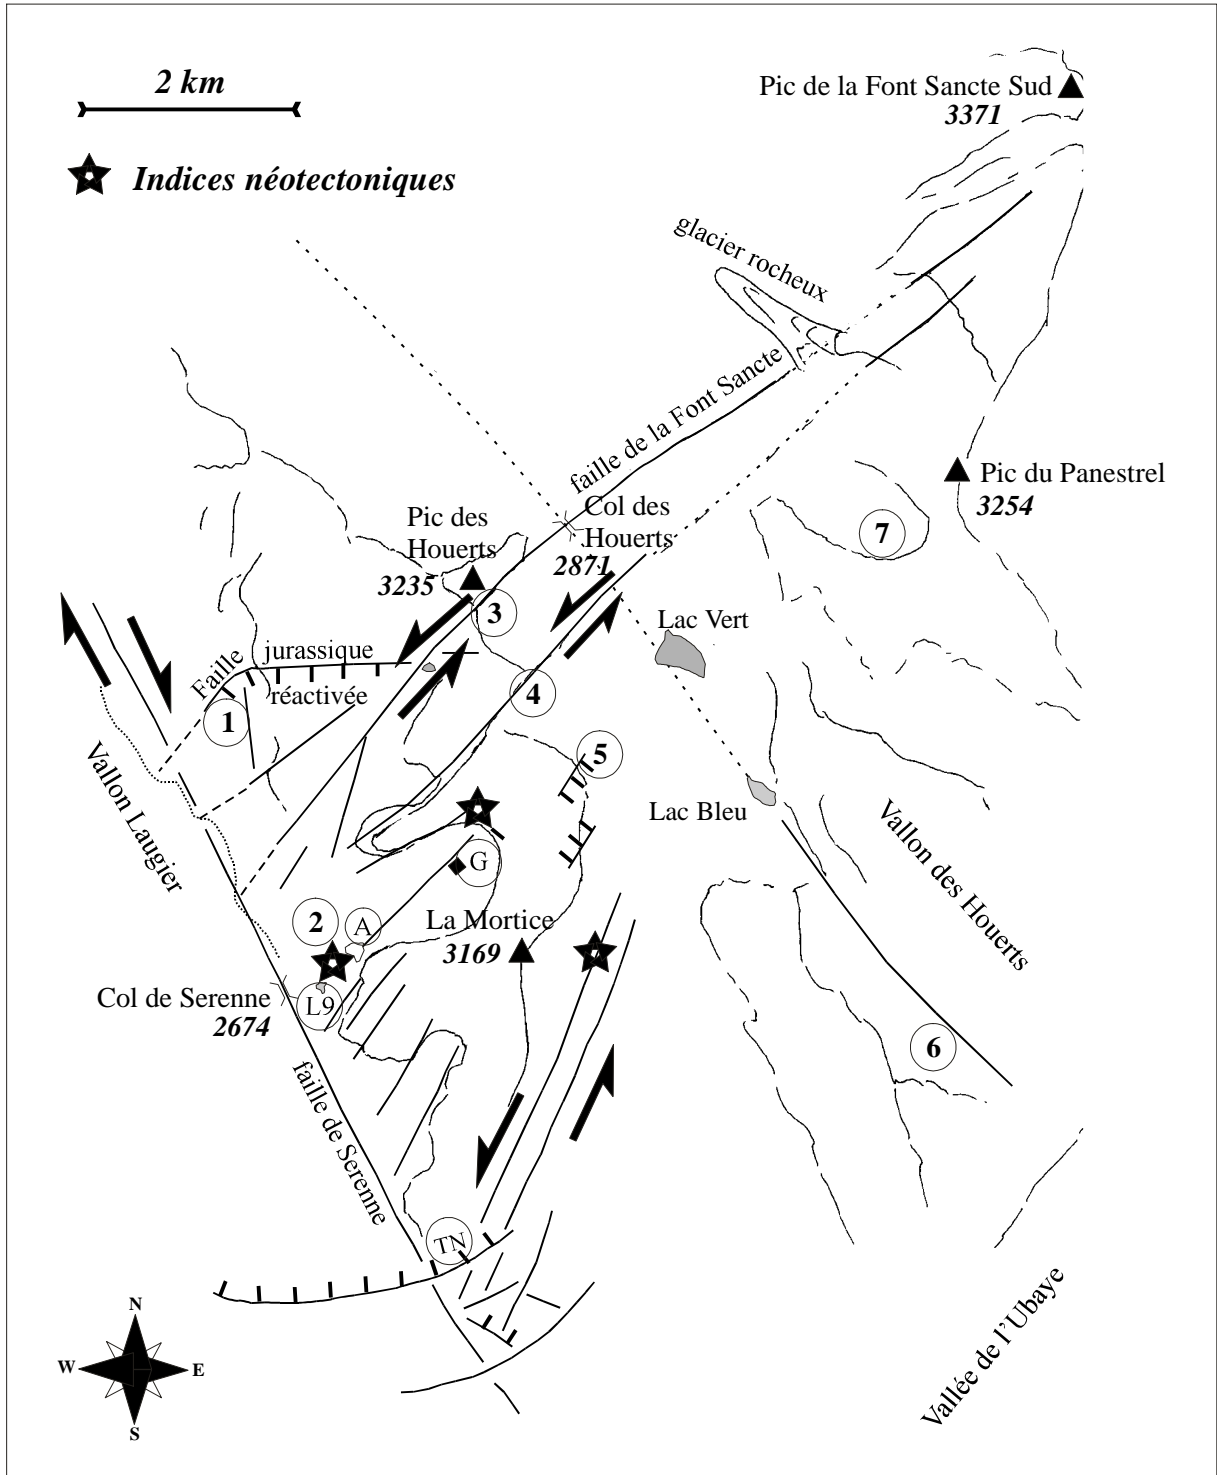 2 km
Indices néotectoniques
Pic de la Font Sancte Sud
3371
glacier rocheux
faille de la Font Sancte
Pic du Panestrel
3254
7
Col des
Houerts
2871
Pic des
Houerts
3235
3
Lac Vert
Faille
jurassique
réactivée
1
4
5
Vallon Laugier
Lac Bleu
Vallon des Houerts
G
2
A
La Mortice
3169
Col de Serenne
2674
L9
6
faille de Serenne
TN
Vallée de l'Ubaye
N
W
E
S